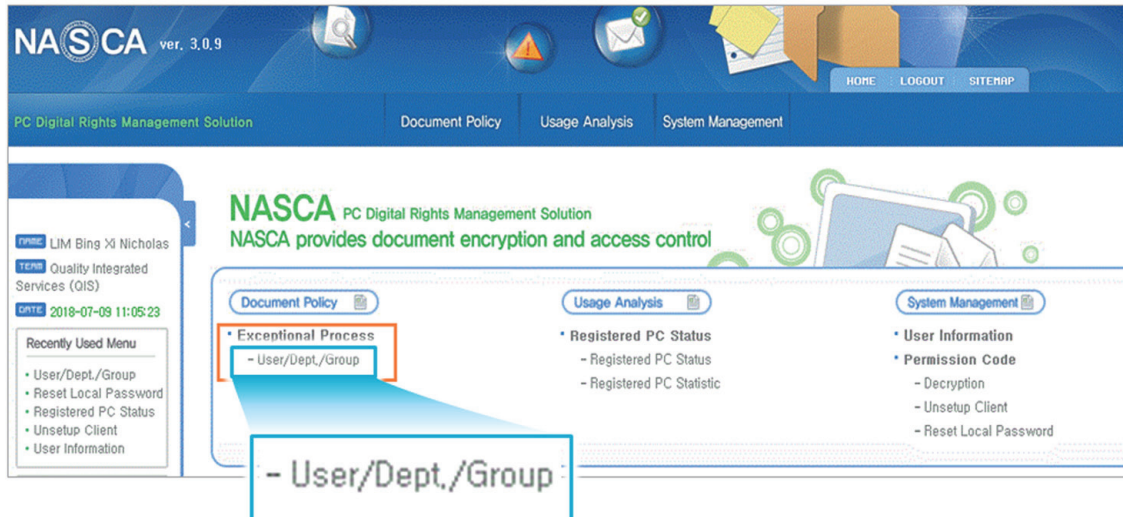 NASCA ver. 3.0.9
HOME LOGOUT SITEMAP
PC Digital Rights Management Solution
Document Policy Usage Analysis System Management
<
NAME LIM Bing Xi Nicholas
TEAM Quality Integrated
Services (QIS)
DATE 2018-07-09 11:05:23
Recently Used Menu
• User/Dept./Group
• Reset Local Password
• Registered PC Status
• Unsetup Client
• User Information
NASCA PC Digital Rights Management Solution
NASCA provides document encryption and access control
Document Policy
• Exceptional Process
- User/Dept./Group
Usage Analysis
• Registered PC Status
- Registered PC Status
- Registered PC Statistic
System Management
• User Information
• Permission Code
- Decryption
- Unsetup Client
- Reset Local Password
- User/Dept./Group